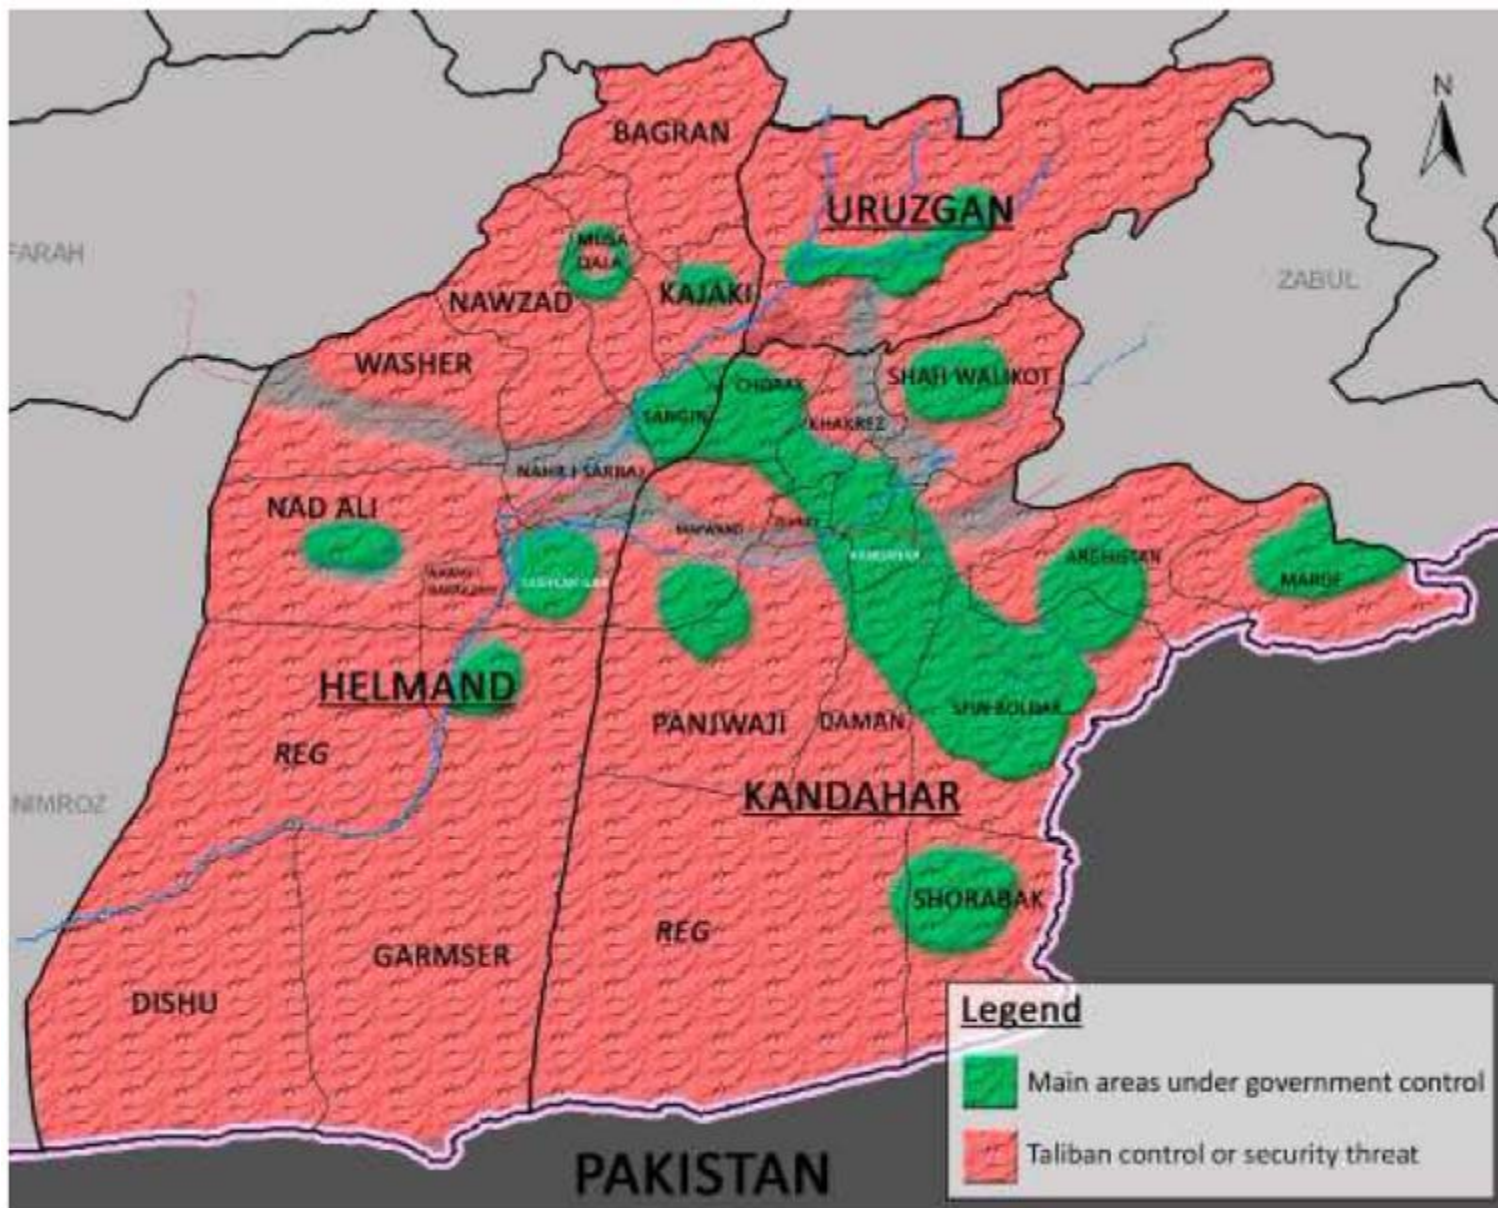 N
BAGRAN
URUZGAN
FARAH
MUSA
QALA
ZABUL
KAJAKI
NAWZAD
WASHER
SHAH WALIKOT
SANGIN
KHAKREZ
NAHR I SARRAJ
NAD ALI
MAIWAND
ARGHISTAN
MARGE
HELMAND
SPIN BOLDAK
PANJWAJI
DAMAN
REG
KANDAHAR
NIMROZ
SHORABAK
REG
GARMSER
DISHU
Legend
Main areas under government control
Taliban control or security threat
PAKISTAN